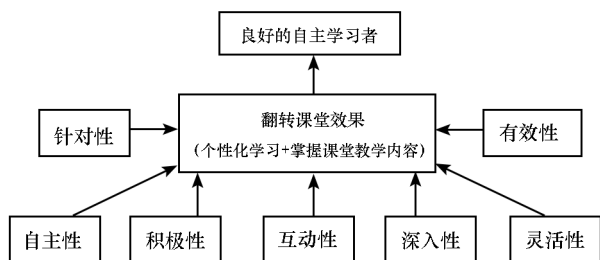 良好的自主学习者
翻转课堂效果
(个性化学习+掌握课堂教学内容)
针对性
有效性
自主性
积极性
互动性
深入性
灵活性